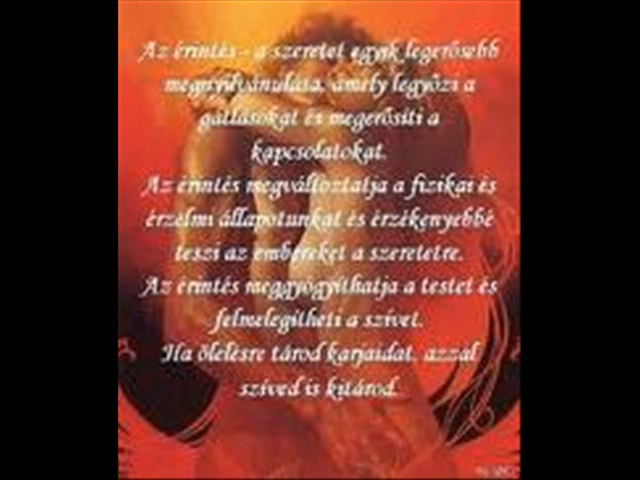 Az érintés - a szeretet egyik legerősebb
megnyilvánulása, amely legyőzi a
gátlásokat és megerősíti a
kapcsolatokat.
Az érintés megváltoztatja a fizikai és
érzelmi állapotunkat és érzékenyebbé
teszi az embereket a szeretetre.
Az érintés meggyógyíthatja a testet és
felmelegítheti a szívet.
Ha ölelésre tárod karjaidat, azzal
szíved is kitárod.